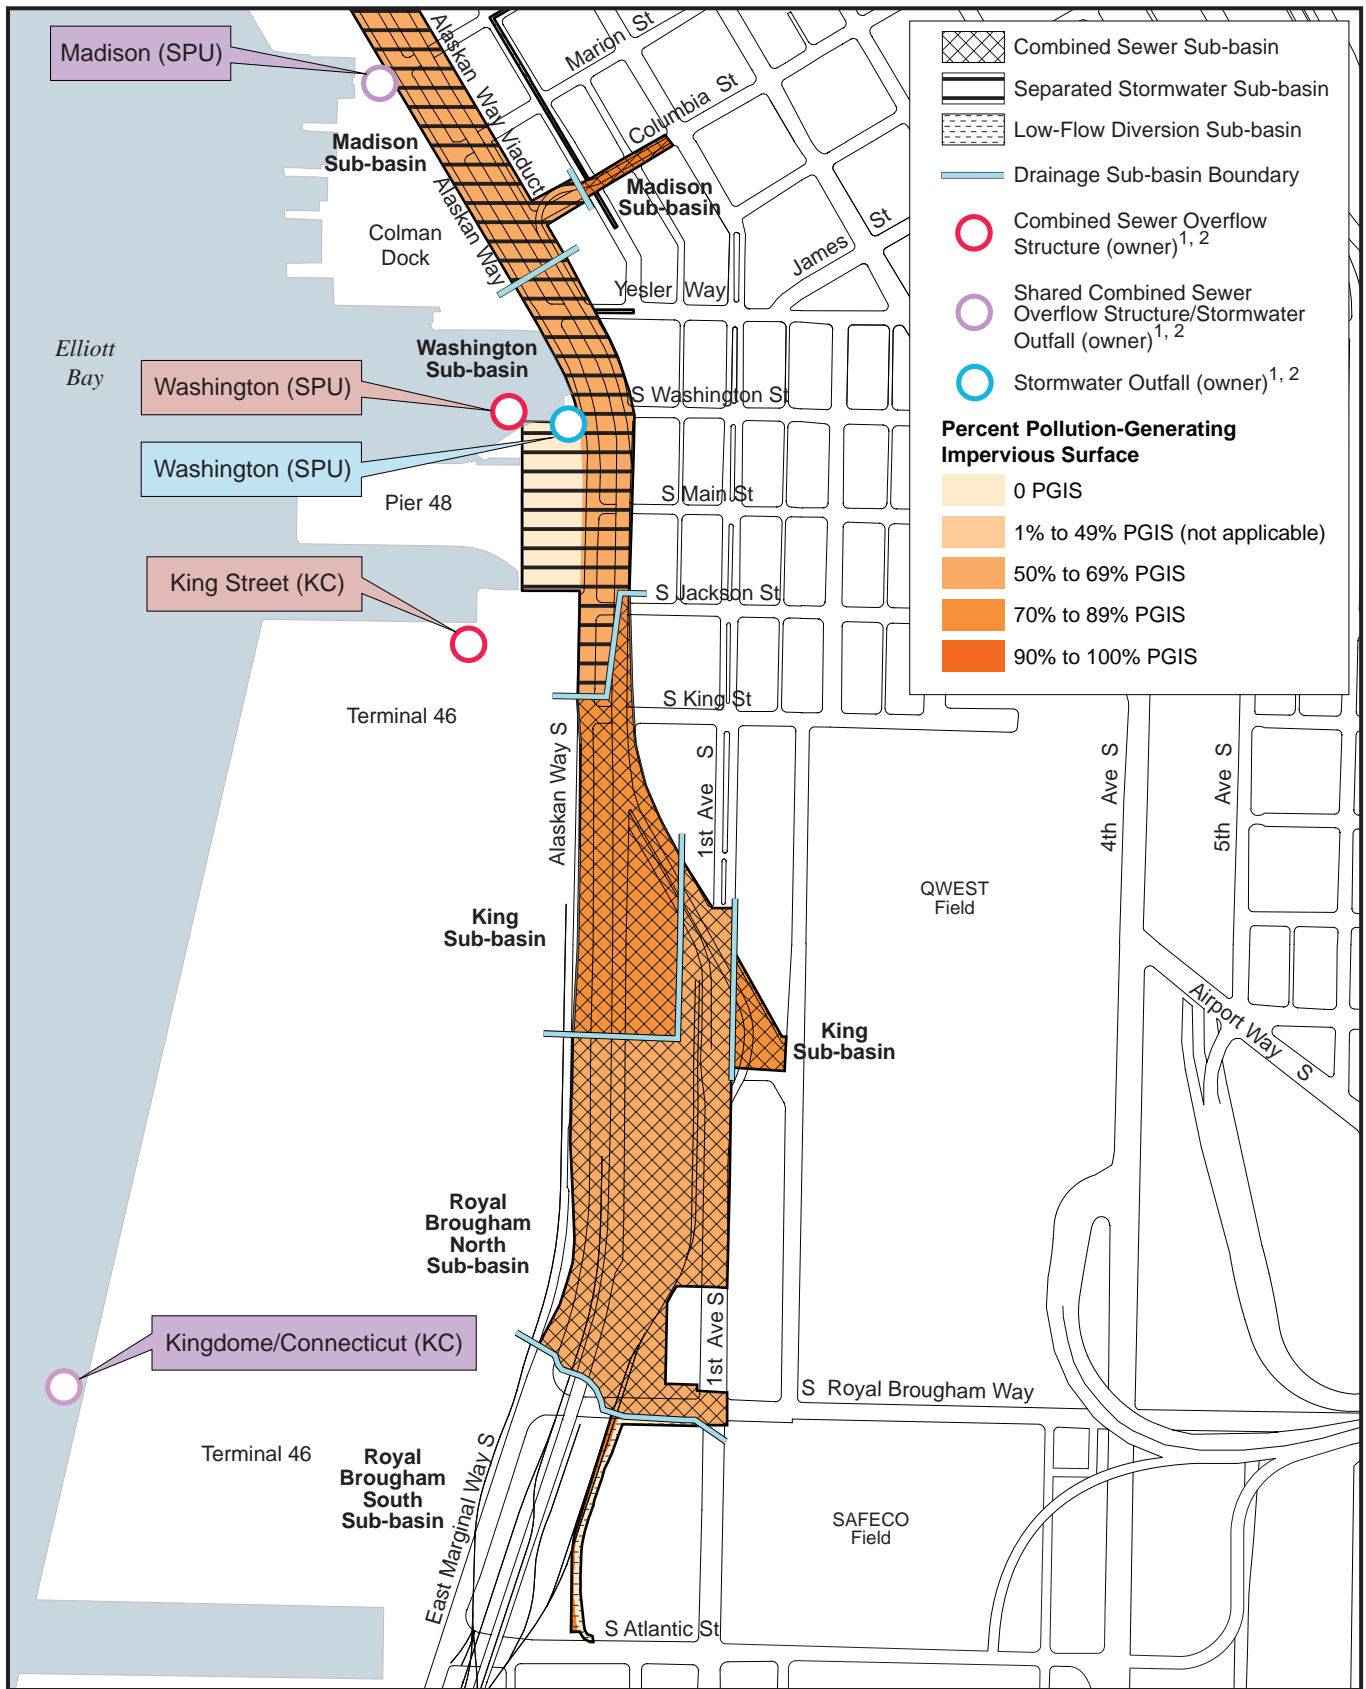 Madison (SPU)
Alaskan Way Viaduct
Marion St
Columbia St
Madison
Sub-basin
Madison
Sub-basin
Alaskan Way
Colman
Dock
James St
Yesler Way
Elliott
Bay
Washington
Sub-basin
Washington (SPU)
S Washington St
Washington (SPU)
Pier 48
S Main St
King Street (KC)
S Jackson St
S King St
Terminal 46
Alaskan Way S
1st Ave S
4th Ave S
5th Ave S
QWEST
Field
King
Sub-basin
Airport Way S
King
Sub-basin
Royal
Brougham
North
Sub-basin
1st Ave S
Kingdome/Connecticut (KC)
S Royal Brougham Way
Terminal 46
Royal
Brougham
South
Sub-basin
East Marginal Way S
SAFECO
Field
S Atlantic St
Combined Sewer Sub-basin
Separated Stormwater Sub-basin
Low-Flow Diversion Sub-basin
Drainage Sub-basin Boundary
Combined Sewer Overflow
Structure (owner)1, 2
Shared Combined Sewer
Overflow Structure/Stormwater
Outfall (owner)1, 2
Stormwater Outfall (owner)1, 2
Percent Pollution-Generating
Impervious Surface
0 PGIS
1% to 49% PGIS (not applicable)
50% to 69% PGIS
70% to 89% PGIS
90% to 100% PGIS